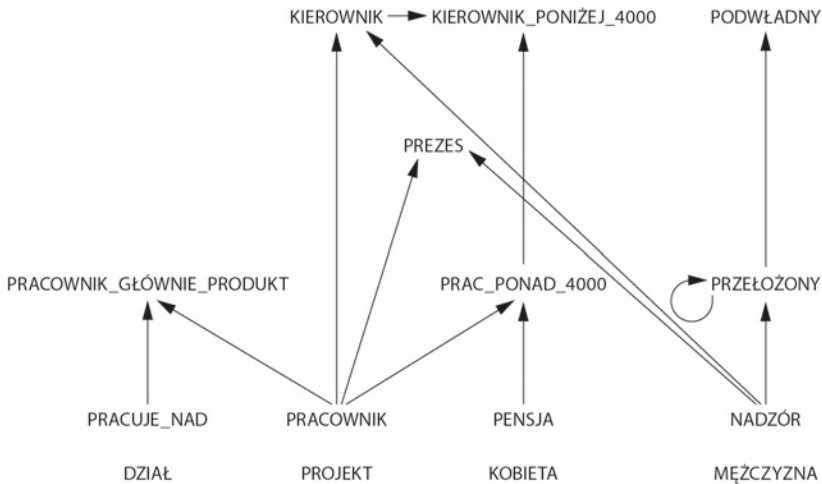 KIEROWNIK KIEROWNIK_PONIŻEJ_4000 PODWŁADNY
PREZES
PRACOWNIK_GŁÓWNIE_PRODUKT PRAC_PONAD_4000 PRZEŁOŻONY
PRACUJE_NAD PRACOWNIK PENSJA NADZÓR
DZIAŁ PROJEKT KOBIETA MĘŻCZYZNA